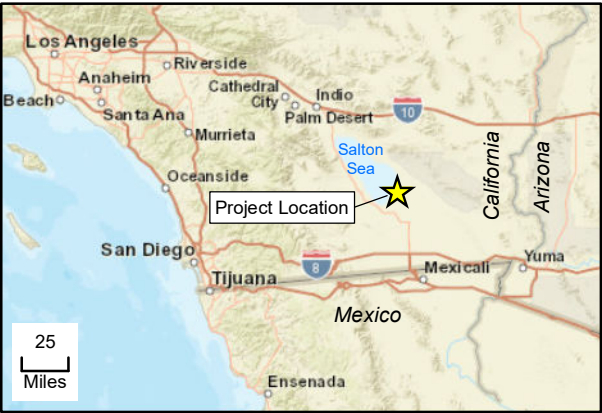 Los Angeles
Riverside
Anaheim
Cathedral
City
Indio
Beach
Santa Ana
Palm Desert
10
Murrieta
Salton
Sea
California
Arizona
Oceanside
Project Location
San Diego
8
Yuma
Tijuana
Mexicali
Mexico
25
Miles
Ensenada